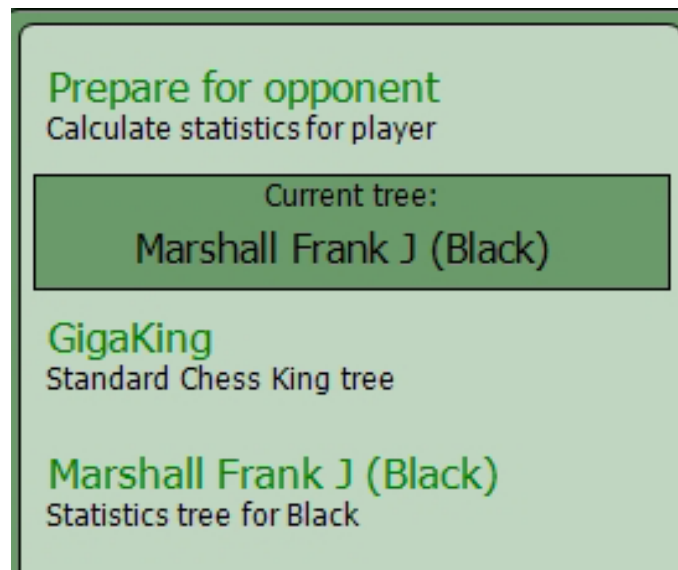 Prepare for opponent
Calculate statistics for player
Current tree:
Marshall Frank J (Black)
GigaKing
Standard Chess King tree
Marshall Frank J (Black)
Statistics tree for Black